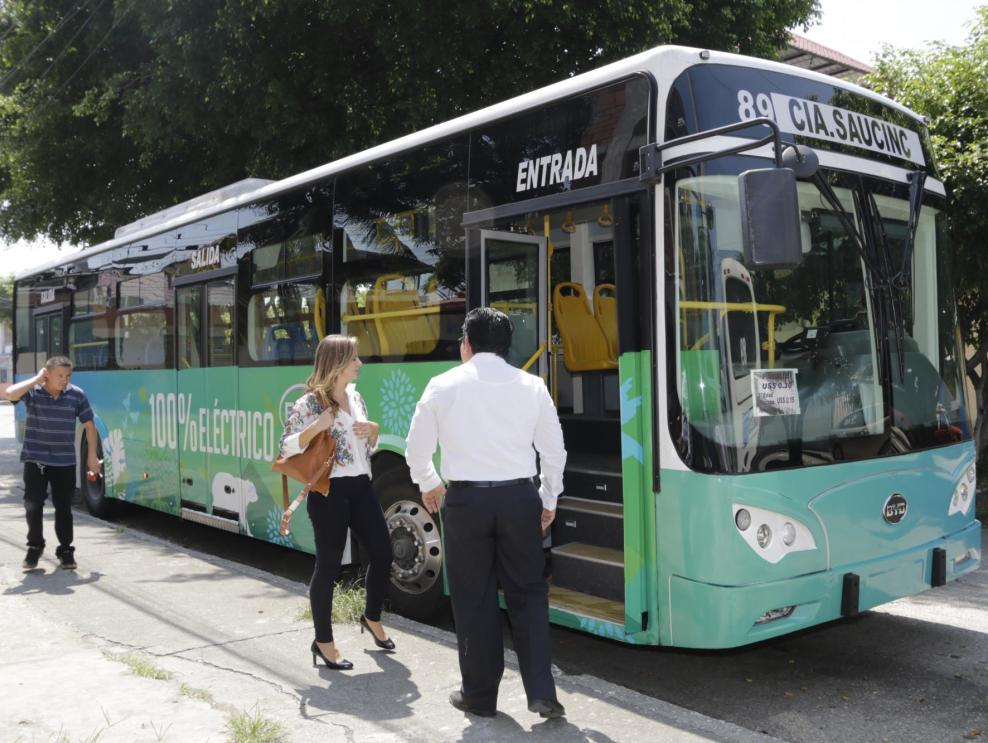 89 CIA.SAUCINC
ENTRADA
SALIDA
100% ELÉCTRICO
US$ 0.30
US$ 0.15
BYD